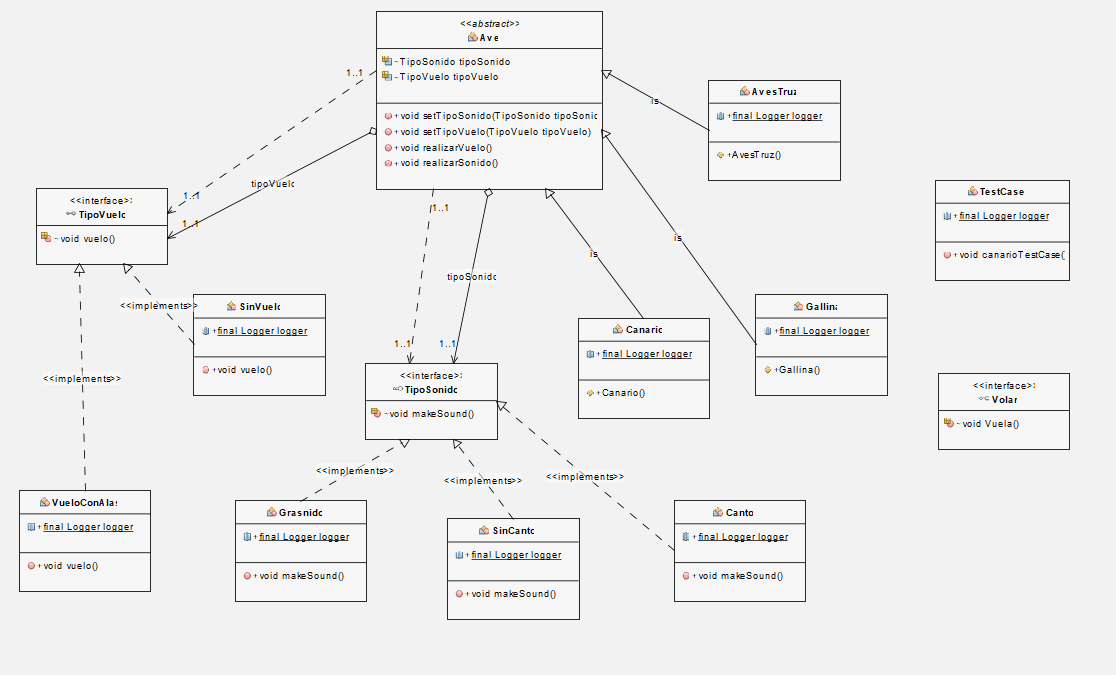 <<abstract>>
Ave
- TipoSonido tipoSonido
- TipoVuelo tipoVuelo
+ void setTipoSonido(TipoSonido tipoSonic
+ void setTipoVuelo(TipoVuelo tipoVuelo)
+ void realizarVuelo()
+ void realizarSonido()
1..1
1..1
tipoVuelo
1..1
1..1
tipoSonido
1..1
1..1
is
is
is
AvesTruz
+ final Logger logger
+ AvesTruz()
TestCase
+ final Logger logger
+ void canarioTestCase(
<<interface>>
TipoVuelo
~ void vuelo()
<<implements>>
<<implements>>
SinVuelo
+ final Logger logger
+ void vuelo()
Gallina
+ final Logger logger
+ Gallina()
Canario
+ final Logger logger
+ Canario()
<<interface>>
TipoSonido
~ void makeSound()
<<interface>>
Volar
~ void Vuela()
<<implements>>
<<implements>>
<<implements>>
VueloConAlas
+ final Logger logger
+ void vuelo()
Grasnido
+ final Logger logger
+ void makeSound()
SinCanto
+ final Logger logger
+ void makeSound()
Canto
+ final Logger logger
+ void makeSound()